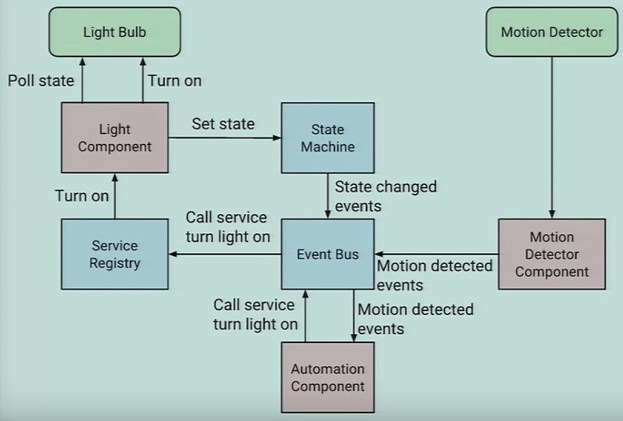 Light Bulb
Motion Detector
Poll state
Turn on
Light
Component
Set state
State
Machine
Turn on
State changed
events
Service
Registry
Call service
turn light on
Event Bus
Motion detected
events
Motion
Detector
Component
Call service
turn light on
Motion detected
events
Automation
Component